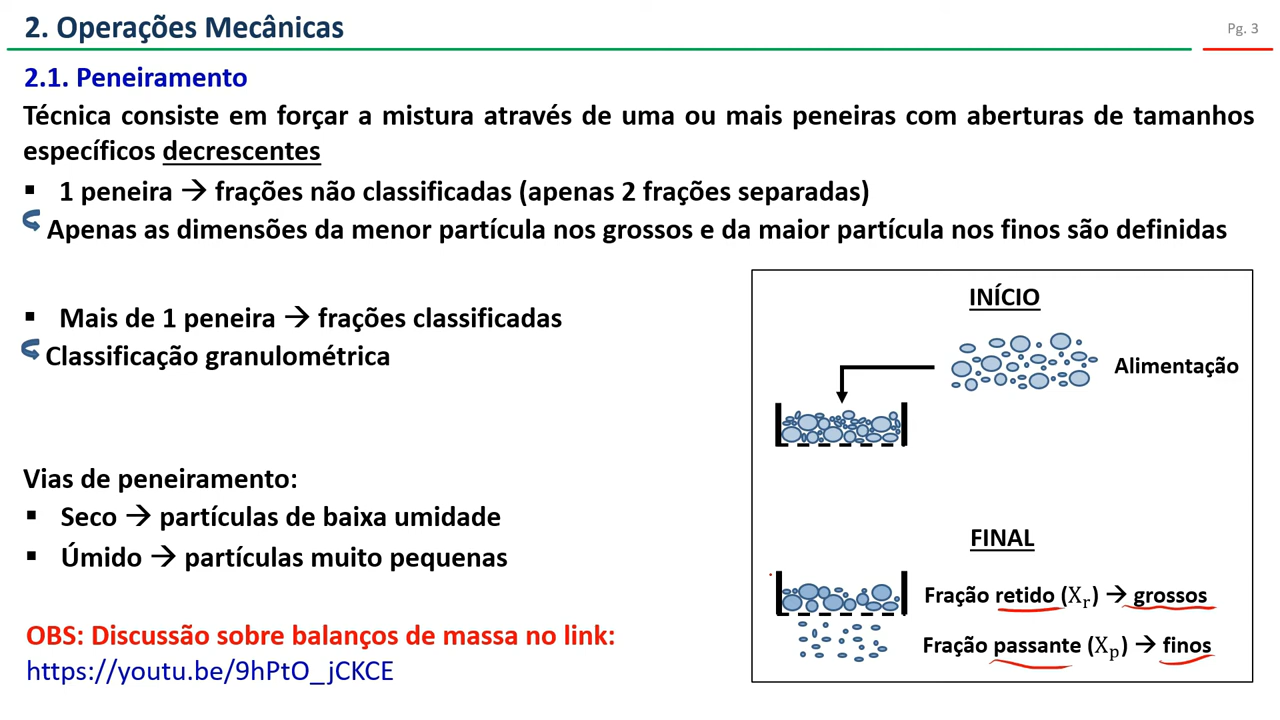 2. Operações Mecânicas
Pg. 3
2.1. Peneiramento
Técnica consiste em forçar a mistura através de uma ou mais peneiras com aberturas de tamanhos
específicos decrescentes
▪ 1 peneira → frações não classificadas (apenas 2 frações separadas)
Apenas as dimensões da menor partícula nos grossos e da maior partícula nos finos são definidas
▪ Mais de 1 peneira → frações classificadas
Classificação granulométrica
Vias de peneiramento:
▪ Seco → partículas de baixa umidade
▪ Úmido → partículas muito pequenas
OBS: Discussão sobre balanços de massa no link:
https://youtu.be/9hPtO_jCKCE
INÍCIO
Alimentação
FINAL
Fração retido (Xr) → grossos
Fração passante (Xp) → finos